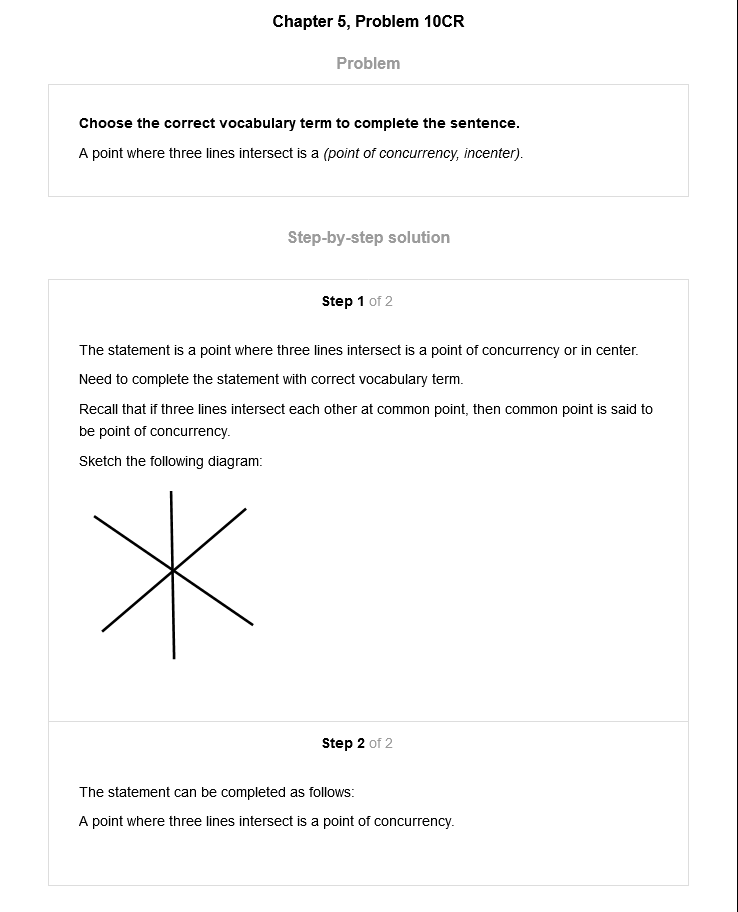 Chapter 5, Problem 10CR
Problem
Choose the correct vocabulary term to complete the sentence.
A point where three lines intersect is a (point of concurrency, incenter).
Step-by-step solution
Step 1 of 2
The statement is a point where three lines intersect is a point of concurrency or in center.
Need to complete the statement with correct vocabulary term.
Recall that if three lines intersect each other at common point, then common point is said to
be point of concurrency.
Sketch the following diagram:
Step 2 of 2
The statement can be completed as follows:
A point where three lines intersect is a point of concurrency.